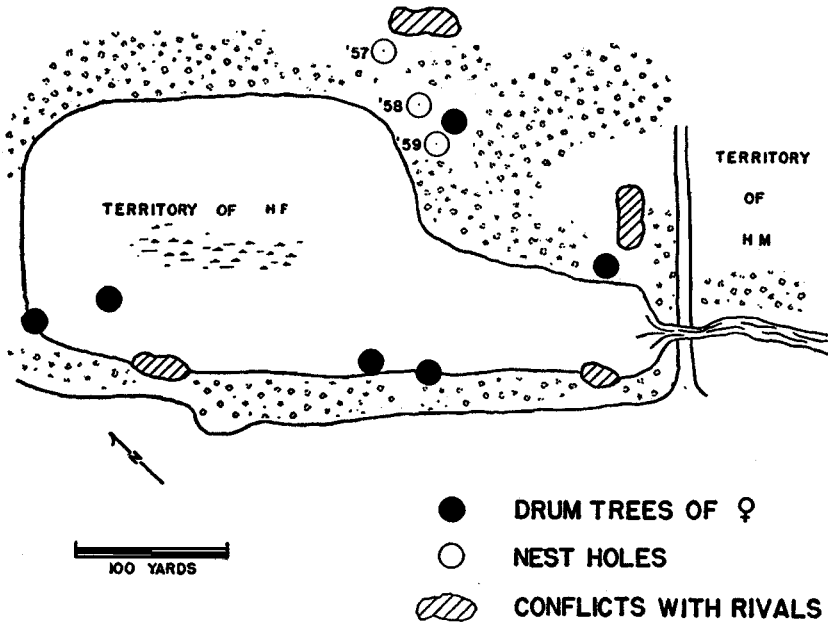 '57
'58
'59
TERRITORY OF HF
TERRITORY
OF
HM
N
100 YARDS
DRUM TREES OF ♀
NEST HOLES
CONFLICTS WITH RIVALS